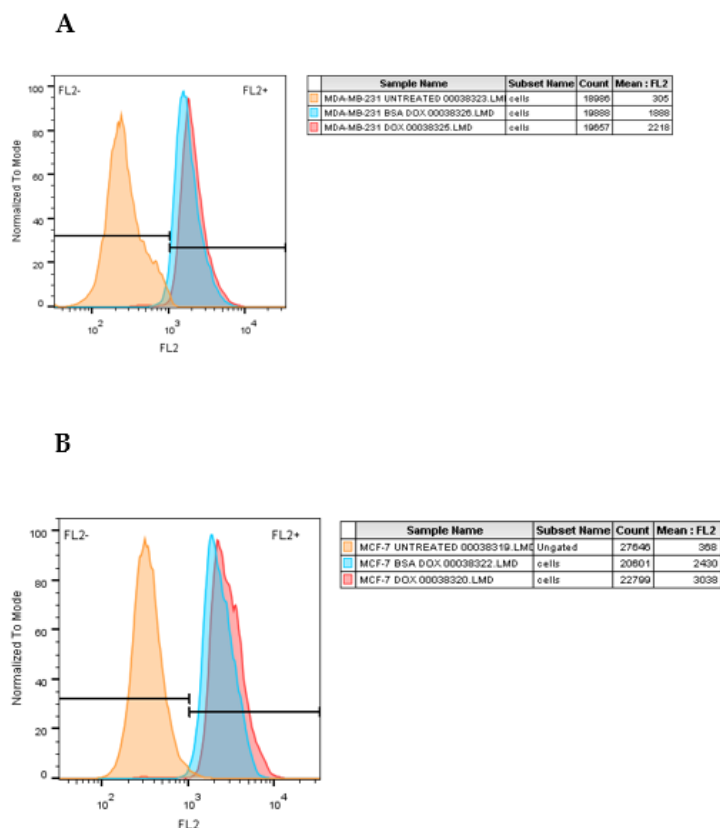 A
FL2-
FL2+
100
80
60
40
20
0
Normalized To Mode
10^2
10^3
10^4
FL2
Sample Name Subset Name Count Mean : FL2
MDA-MB-231 UNTREATED 00038323.LMD cells 18986 305
MDA-MB-231 BSA DOX.00038326.LMD cells 19888 1888
MDA-MB-231 DOX.00038325.LMD cells 19657 2218
B
FL2-
FL2+
100
80
60
40
20
0
Normalized To Mode
10^2
10^3
10^4
FL2
Sample Name Subset Name Count Mean : FL2
MCF-7 UNTREATED 00038319.LMD Ungated 27646 368
MCF-7 BSA DOX.00038322.LMD cells 20601 2430
MCF-7 DOX.00038320.LMD cells 22799 3038